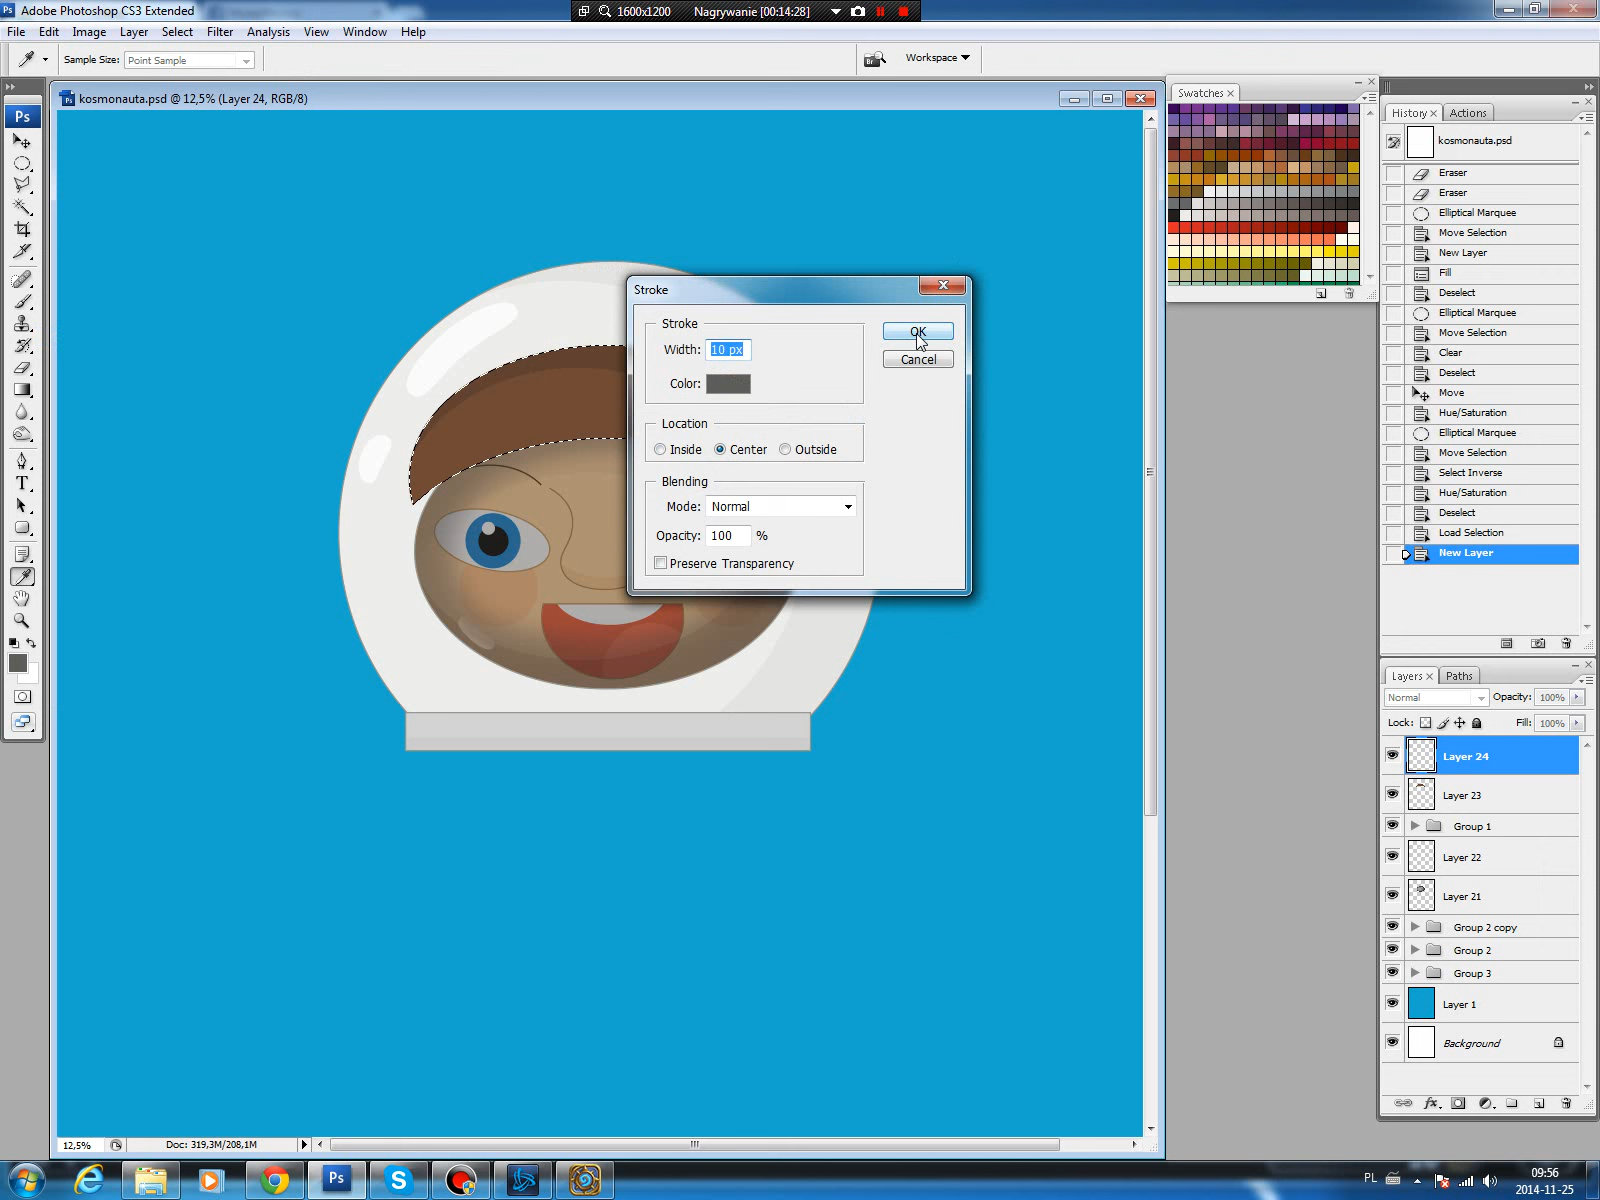 Ps Adobe Photoshop CS3 Extended
1600x1200 Nagrywanie [00:14:28]
File Edit Image Layer Select Filter Analysis View Window Help
Sample Size: Point Sample
Br Workspace
Ps kosmonauta.psd @ 12,5% (Layer 24, RGB/8)
Swatches
History Actions
kosmonauta.psd
Eraser
Eraser
Elliptical Marquee
Move Selection
New Layer
Fill
Deselect
Elliptical Marquee
Move Selection
Clear
Deselect
Move
Hue/Saturation
Elliptical Marquee
Move Selection
Select Inverse
Hue/Saturation
Deselect
Load Selection
New Layer
Ps
T
Stroke
Stroke
Width: 10 px
Color:
OK
Cancel
Location
Inside Center Outside
Blending
Mode: Normal
Opacity: 100 %
Preserve Transparency
Layers Paths
Normal Opacity: 100%
Lock: Fill: 100%
Layer 24
Layer 23
Group 1
Layer 22
Layer 21
Group 2 copy
Group 2
Group 3
Layer 1
Background
fx
12,5% Doc: 319,3M/208,1M
Ps
S
PL
09:56
2014-11-25